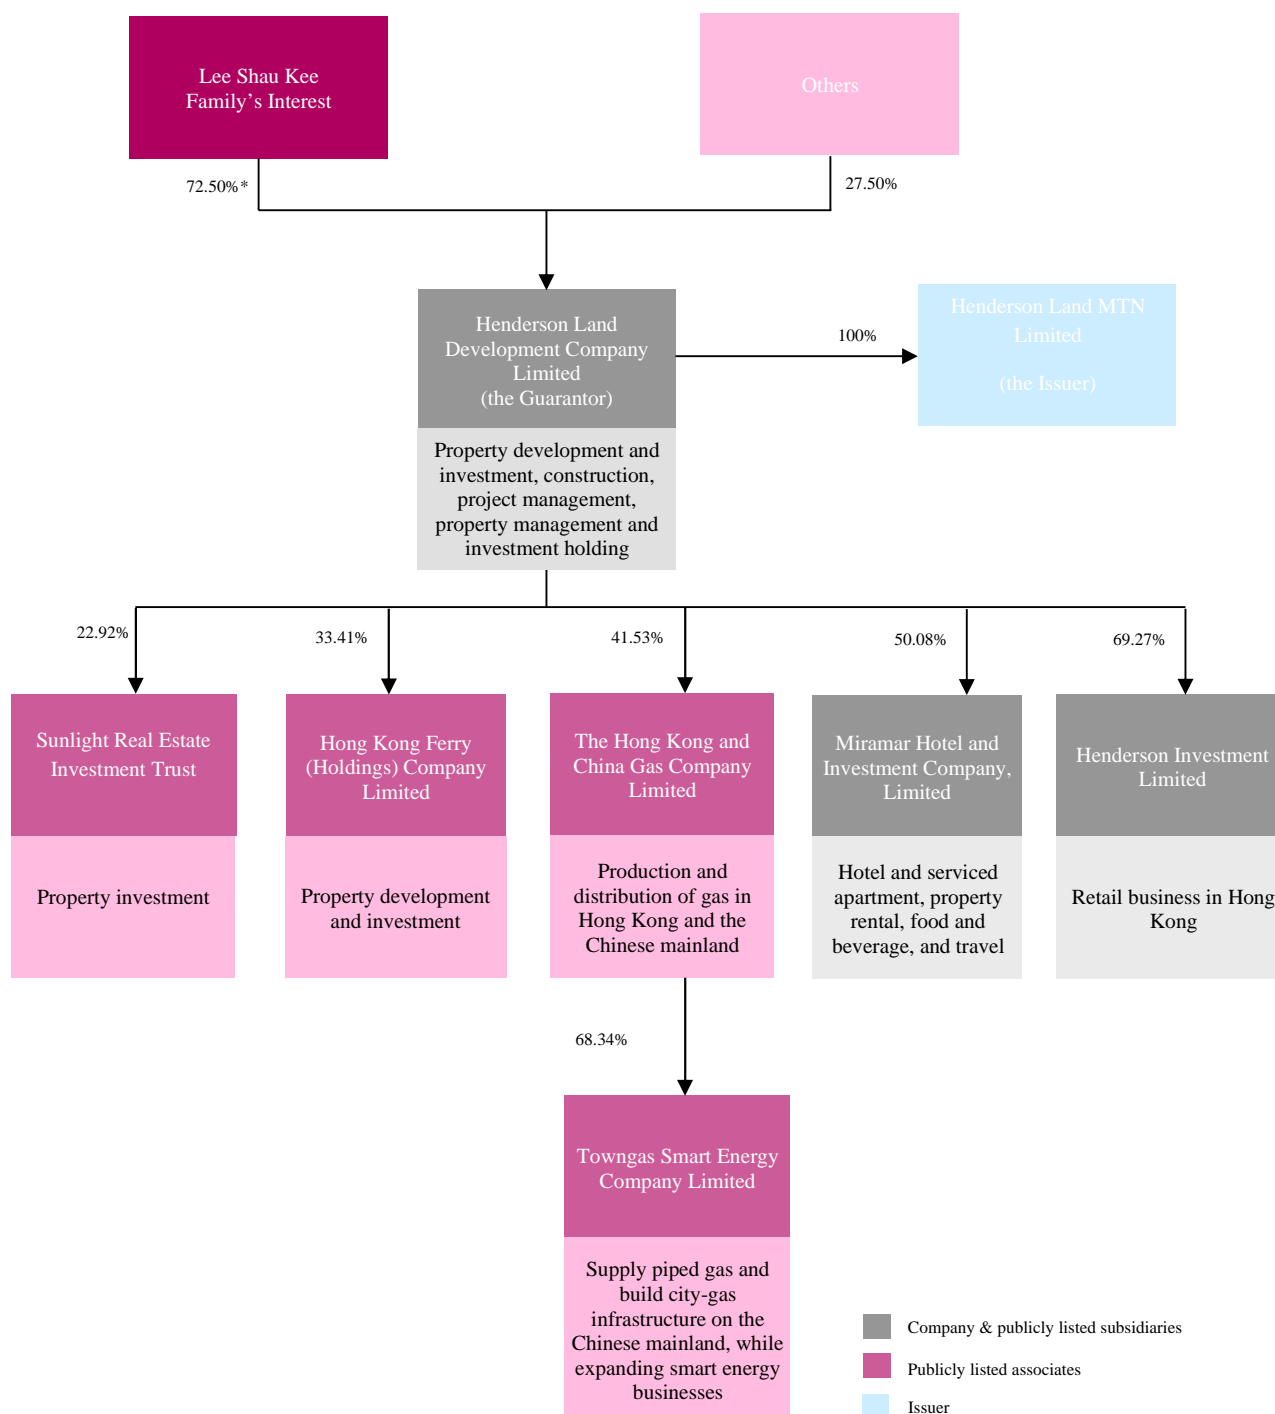 Lee Shau Kee
Family’s Interest
Others
72.50%*
27.50%
Henderson Land
Development Company
Limited
(the Guarantor)
100%
Henderson Land MTN
Limited
(the Issuer)
Property development and
investment, construction,
project management,
property management and
investment holding
22.92%
33.41%
41.53%
50.08%
69.27%
Sunlight Real Estate
Investment Trust
Hong Kong Ferry
(Holdings) Company
Limited
The Hong Kong and
China Gas Company
Limited
Miramar Hotel and
Investment Company,
Limited
Henderson Investment
Limited
Property investment
Property development
and investment
Production and
distribution of gas in
Hong Kong and the
Chinese mainland
Hotel and serviced
apartment, property
rental, food and
beverage, and travel
Retail business in Hong
Kong
68.34%
Towngas Smart Energy
Company Limited
Supply piped gas and
build city-gas
infrastructure on the
Chinese mainland, while
expanding smart energy
businesses
Company & publicly listed subsidiaries
Publicly listed associates
Issuer